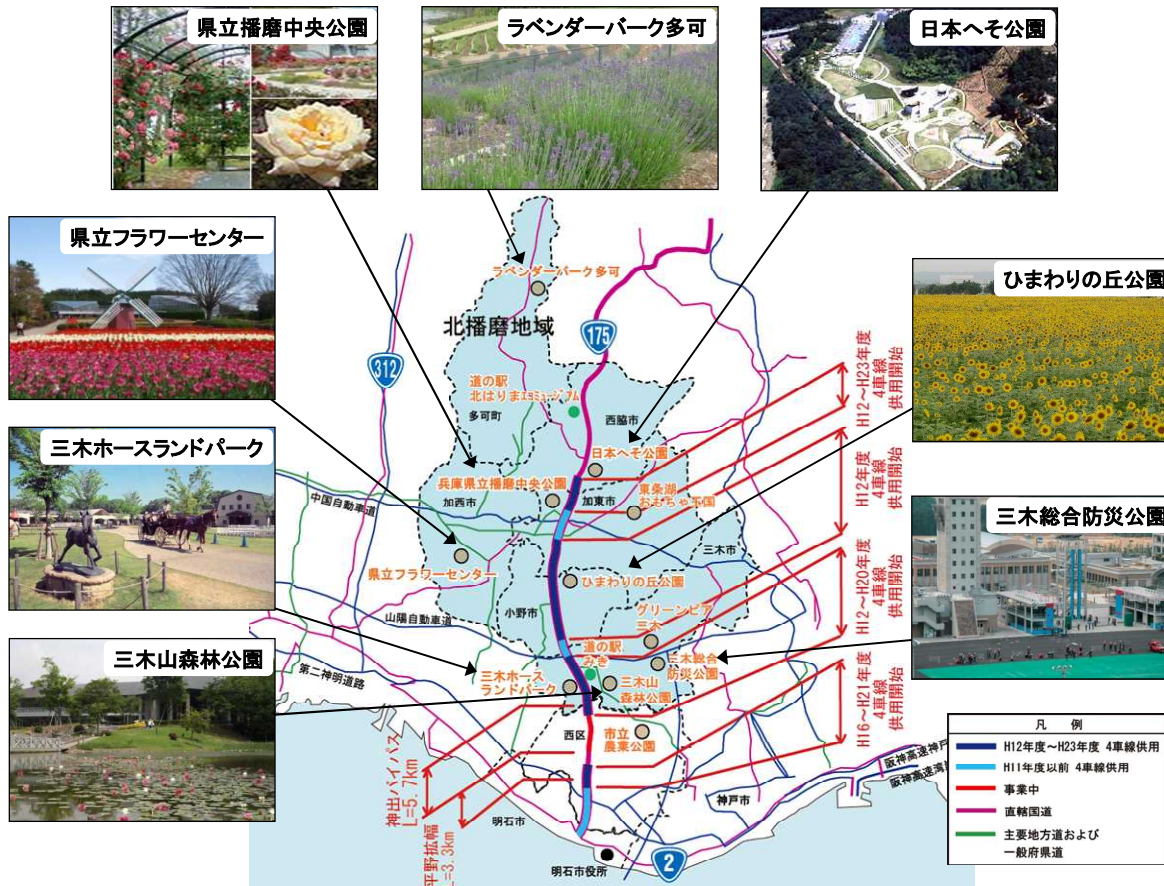 県立播磨中央公園
ラベンダーパーク多可
日本へそ公園
県立フラワーセンター
ひまわりの丘公園
三木ホースランドパーク
三木総合防災公園
三木山森林公園
ラベンダーパーク多可
北播磨地域
175
312
道の駅
北はりまエコミュージアム
多可町
西脇市
日本へそ公園
兵庫県立播磨中央公園
加西市
加東市
東条湖
おもちゃ王国
中国自動車道
三木市
県立フラワーセンター
ひまわりの丘公園
小野市
グリーンピア
三木
山陽自動車道
道の駅
みき
三木総合
防災公園
第二神明道路
三木ホース
ランドパーク
三木山
森林公園
西区
市立
農業公園
神戸市
明石市
明石市役所
2
阪神高速神戸
阪神高速湾
H12～H23年度
4車線
供用開始
H12年度
4車線
供用開始
H12～H20年度
4車線
供用開始
H16～H21年度
4車線
供用開始
神出バイパス
L=5.7km
平野拡幅
L=3.3km
凡 例
H12年度～H23年度 4車線供用
H11年度以前 4車線供用
事業中
直轄国道
主要地方道および
一般府県道